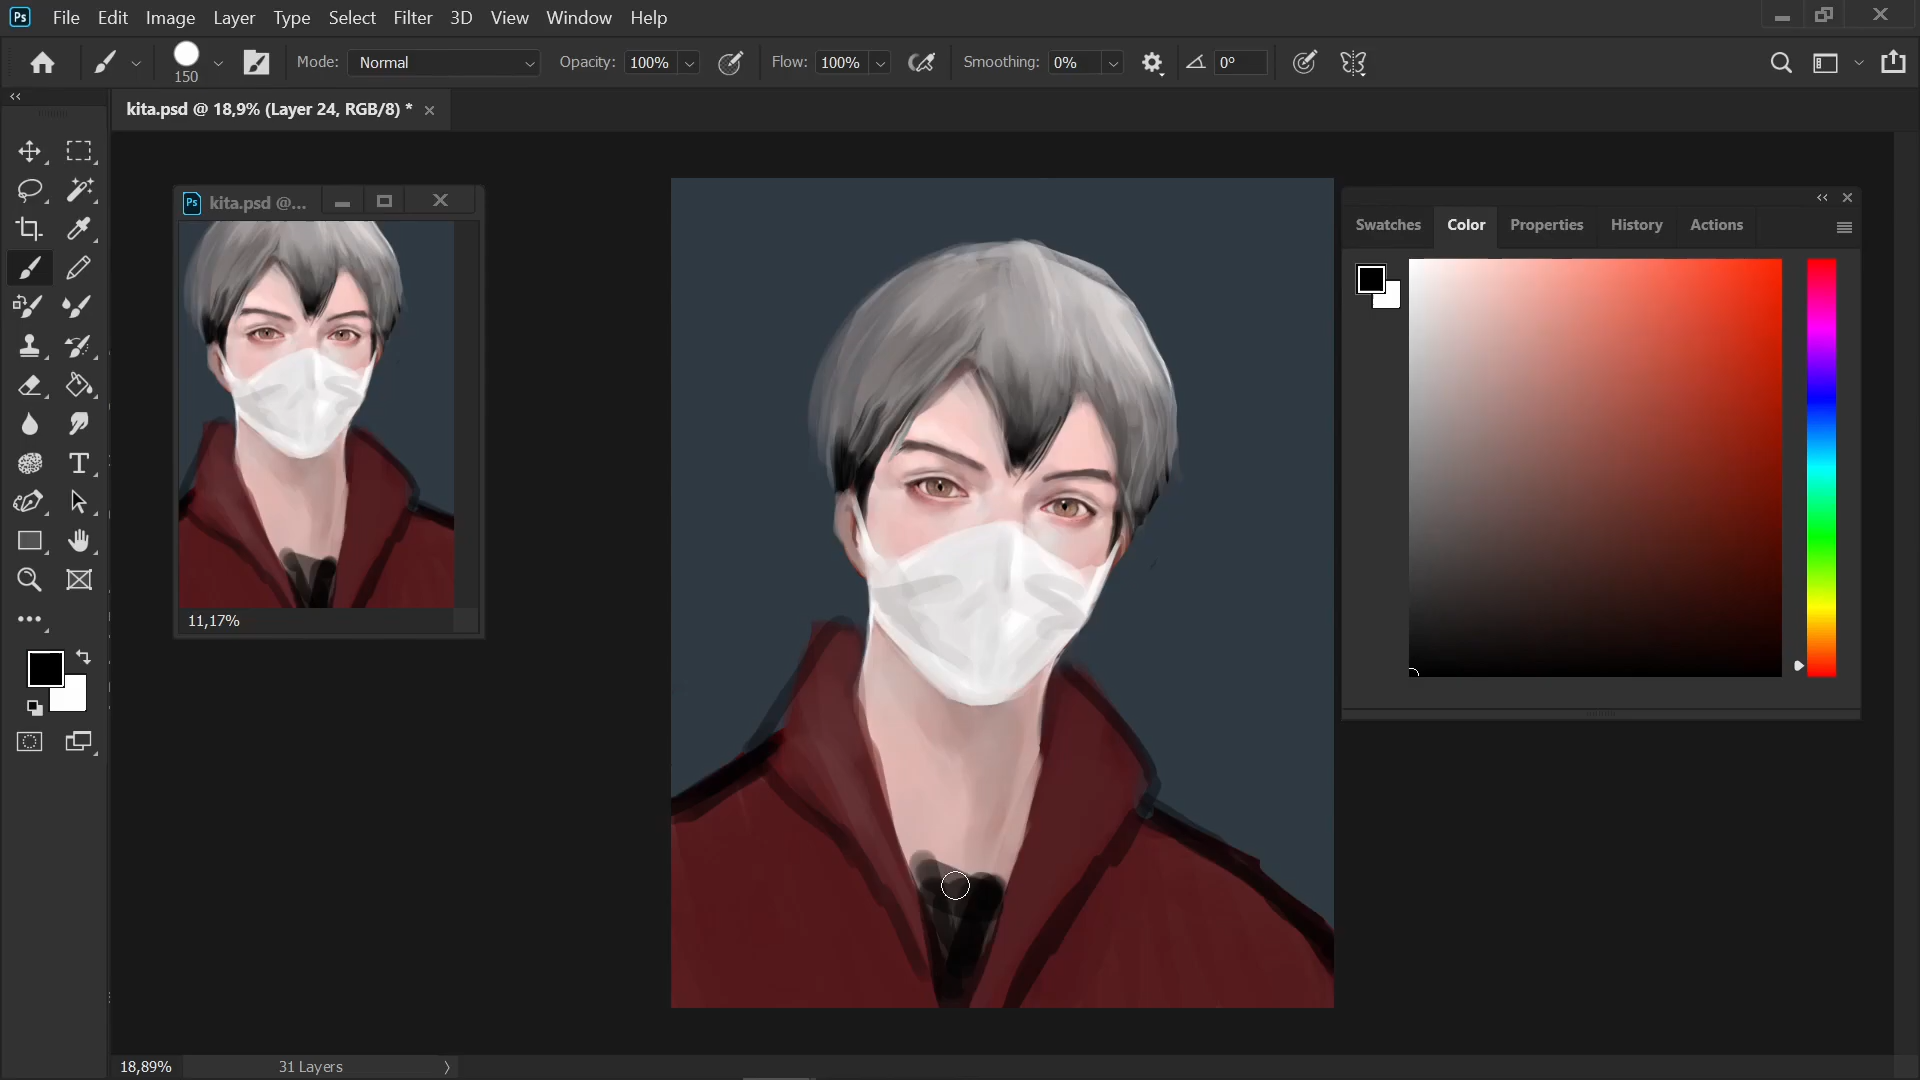 Ps File Edit Image Layer Type Select Filter 3D View Window Help
150 Mode: Normal Opacity: 100% Flow: 100% Smoothing: 0% 0°
kita.psd @ 18,9% (Layer 24, RGB/8) *
Ps kita.psd @...
11,17%
Swatches Color Properties History Actions
T
18,89% 31 Layers